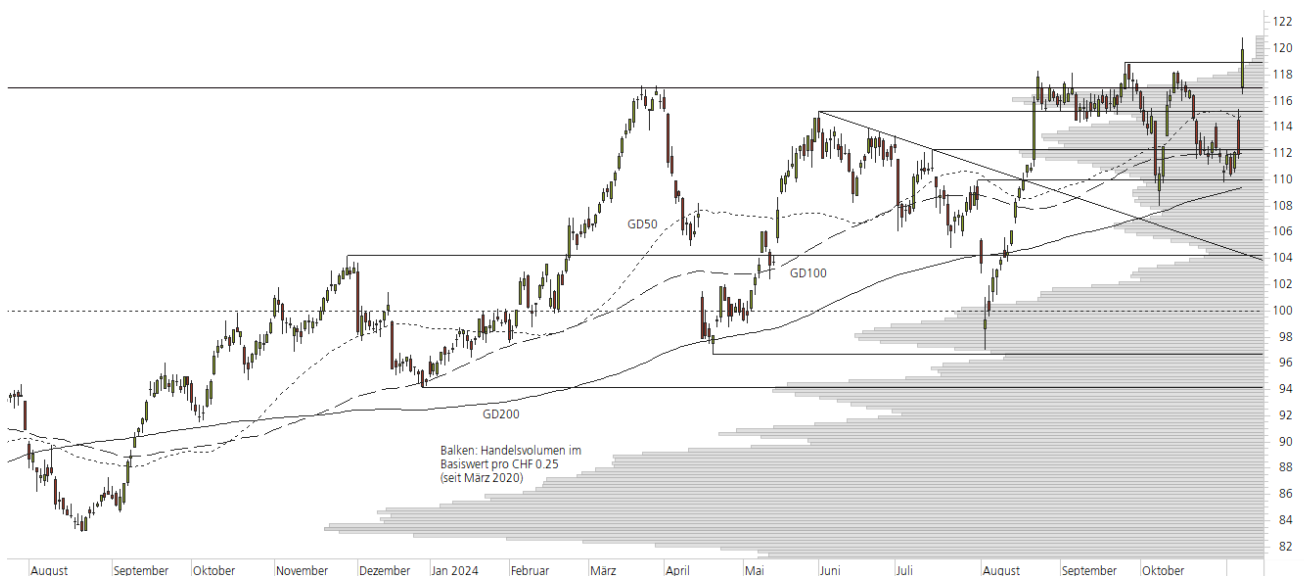 122
120
118
116
114
112
110
108
106
104
102
100
98
96
94
92
90
88
86
84
82
GD50
GD100
GD200
Balken: Handelsvolumen im
Basiswert pro CHF 0.25
(seit März 2020)
August
September
Oktober
November
Dezember
Jan 2024
Februar
März
April
Mai
Juni
Juli
August
September
Oktober